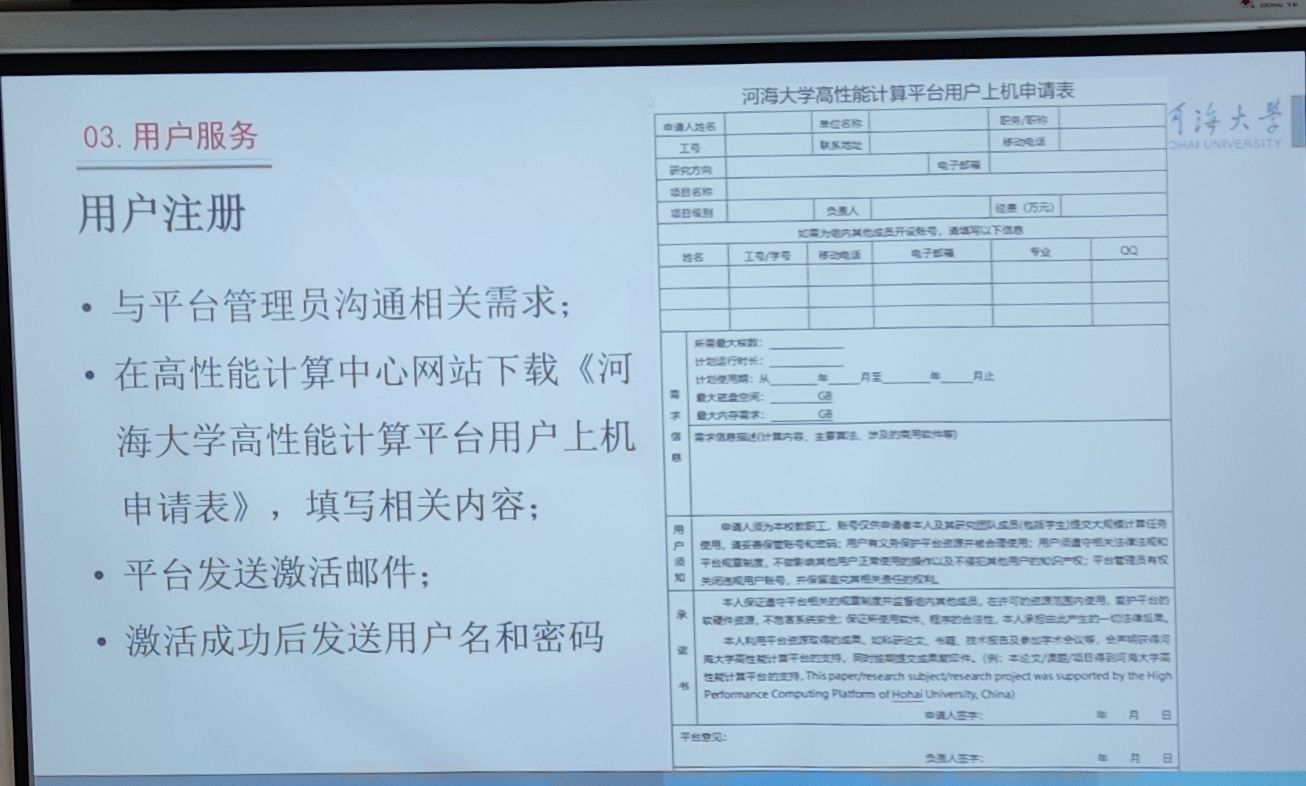 03. 用户服务
用户注册
• 与平台管理员沟通相关需求；
• 在高性能计算中心网站下载《河
海大学高性能计算平台用户上机
申请表》，填写相关内容；
• 平台发送激活邮件；
• 激活成功后发送用户名和密码
河海大学
OHAI UNIVERSITY
河海大学高性能计算平台用户上机申请表
申请人姓名 单位名称 职务/职称
工号 联系地址 移动电话
研究方向 电子邮箱
项目名称
项目级别 负责人 经费（万元）
如需为组内其他成员开设账号，请填写以下信息
姓名 工号/学号 移动电话 电子邮箱 专业 QQ
需求信息
所需最大核数：
计划运行时长：
计划使用期：从 年 月至 年 月止
最大磁盘空间： GB
最大内存需求： GB
需求信息描述(计算内容、主要算法、涉及的商用软件等)
用户须知
申请人须为本校教职工，账号仅供申请者本人及其研究团队成员(包括学生)提交大规模计算任务
使用，请妥善保管账号和密码；用户有义务保护平台资源并被合理使用；用户须遵守相关法律法规和
平台规章制度，不做影响其他用户正常使用的操作以及不侵犯其他用户的知识产权；平台管理员有权
关闭违规用户账号，并保留追究其相关责任的权利。
承诺书
本人保证遵守平台相关的规章制度并监督组内其他成员，在许可的资源范围内使用，爱护平台的
软硬件资源，不危害系统安全；保证所使用软件、程序的合法性，本人承担由此产生的一切法律后果。
本人利用平台资源取得的成果，如科研论文、书籍、技术报告及参加学术会议等，会声明获得河
海大学高性能计算平台的支持，同时按期提交成果复印件。(例：本论文/课题/项目得到河海大学高
性能计算平台的支持, This paper/research subject/research project was supported by the High
Performance Computing Platform of Hohai University, China)
申请人签字： 年 月 日
平台意见：
负责人签字： 年 月 日